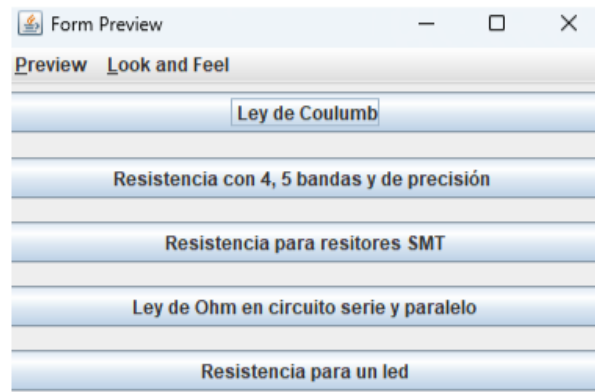 Form Preview
Preview Look and Feel
Ley de Coulumb
Resistencia con 4, 5 bandas y de precisión
Resistencia para resitores SMT
Ley de Ohm en circuito serie y paralelo
Resistencia para un led